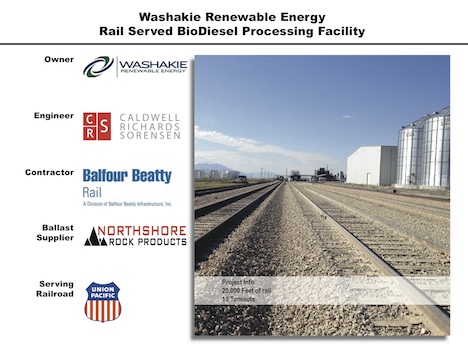 Washakie Renewable Energy
Rail Served BioDiesel Processing Facility
Owner
WASHAKIE
RENEWABLE ENERGY
Engineer
CRS
CALDWELL
RICHARDS
SORENSEN
Contractor
Balfour Beatty
Rail
A Division of Balfour Beatty Infrastructure, Inc.
Ballast
Supplier
NORTHSHORE
ROCK PRODUCTS
Serving
Railroad
UNION
PACIFIC
Project Info:
20,000 Feet of rail
13 Turnouts